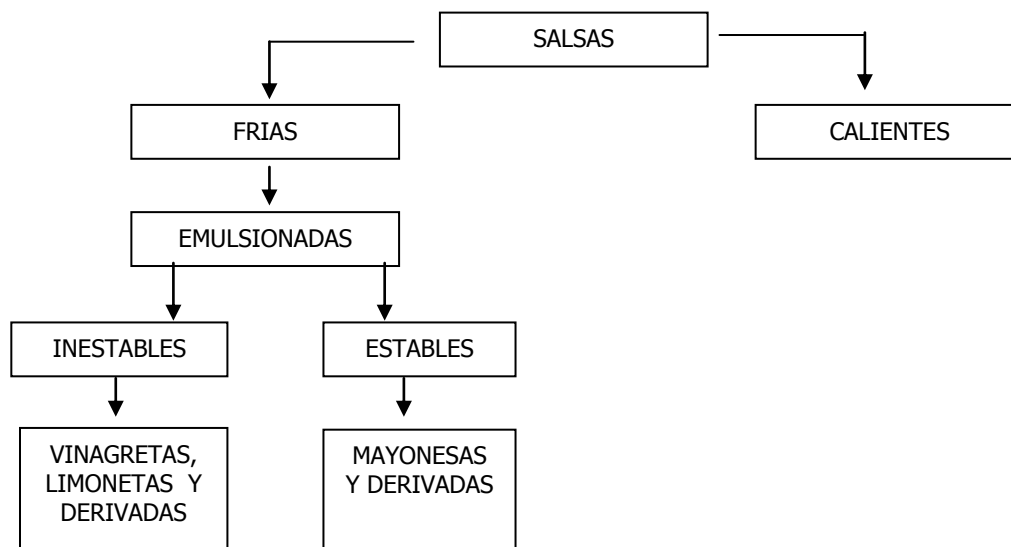 SALSAS
FRIAS
CALIENTES
EMULSIONADAS
INESTABLES
ESTABLES
VINAGRETAS,
LIMONETAS Y
DERIVADAS
MAYONESAS
Y DERIVADAS